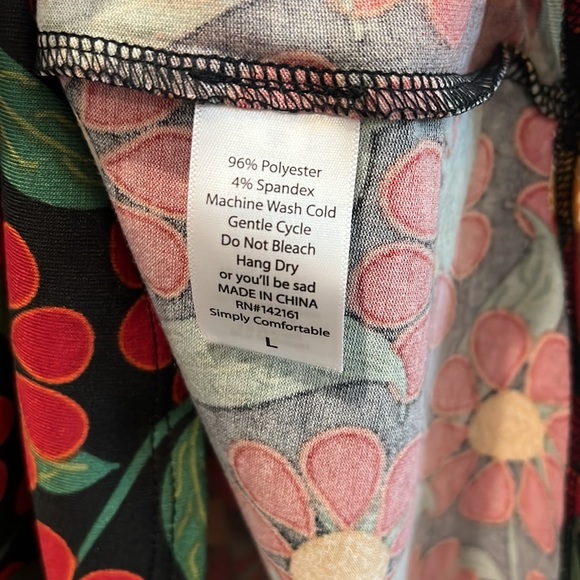 96% Polyester
4% Spandex
Machine Wash Cold
Gentle Cycle
Do Not Bleach
Hang Dry
or you'll be sad
MADE IN CHINA
RN#142161
Simply Comfortable
L